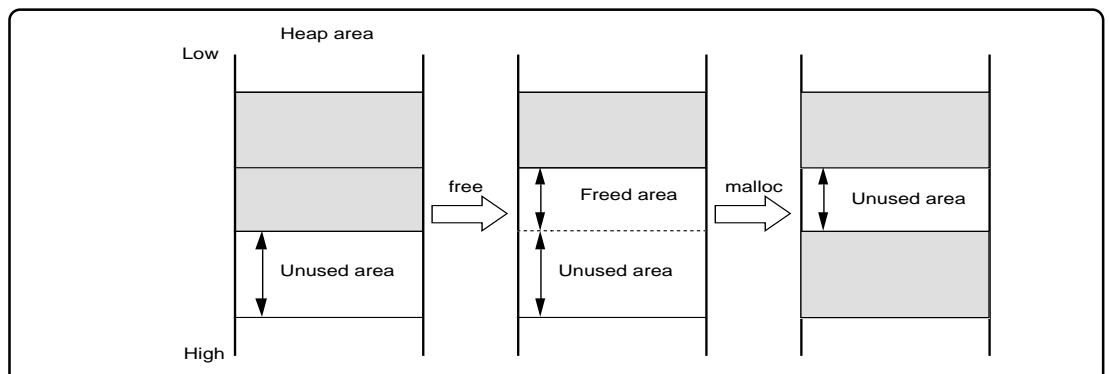 Heap area
Low
free
Freed area
malloc
Unused area
Unused area
Unused area
High